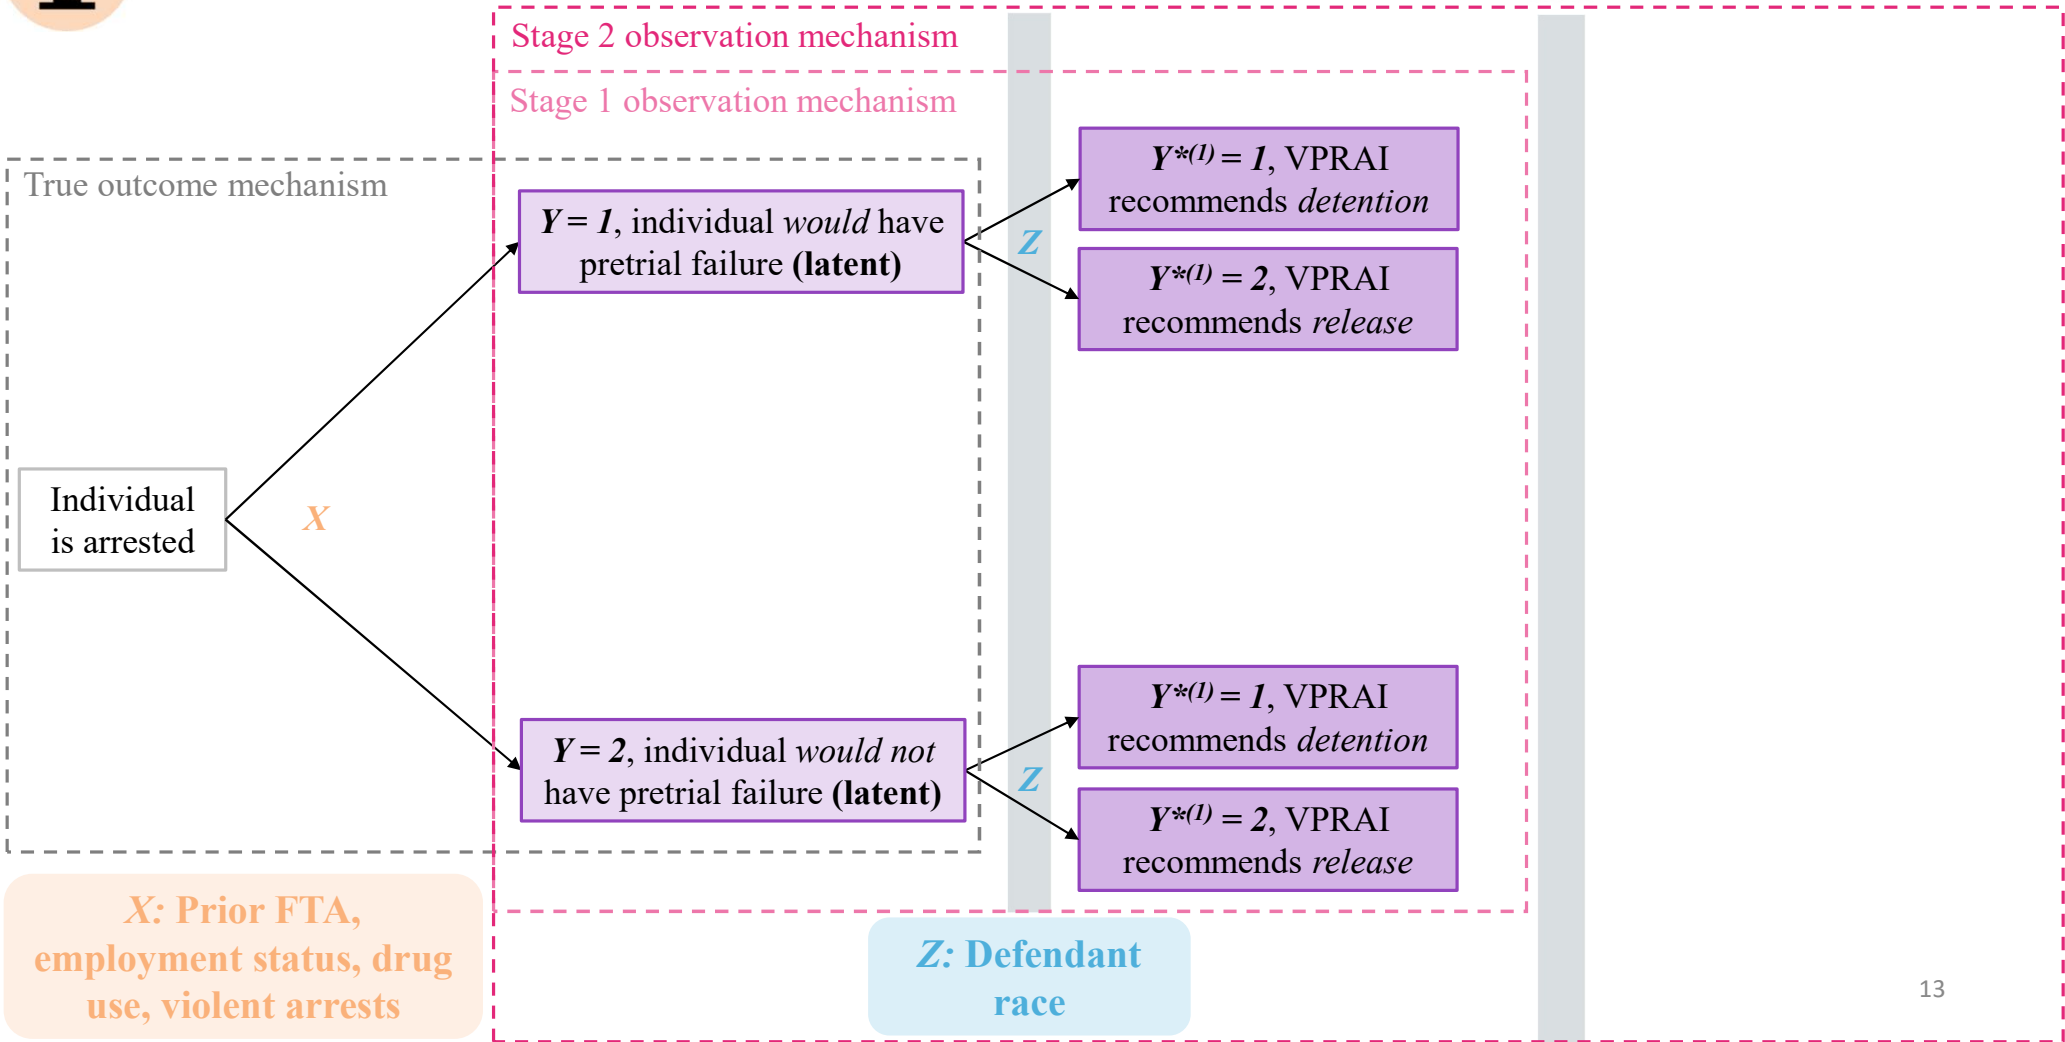 Stage 2 observation mechanism
Stage 1 observation mechanism
True outcome mechanism
Y = 1, individual would have
pretrial failure (latent)
Y*(1) = 1, VPRAI
recommends detention
Z
Y*(1) = 2, VPRAI
recommends release
Individual
is arrested
X
Y = 2, individual would not
have pretrial failure (latent)
Y*(1) = 1, VPRAI
recommends detention
Z
Y*(1) = 2, VPRAI
recommends release
X: Prior FTA,
employment status, drug
use, violent arrests
Z: Defendant
race
13